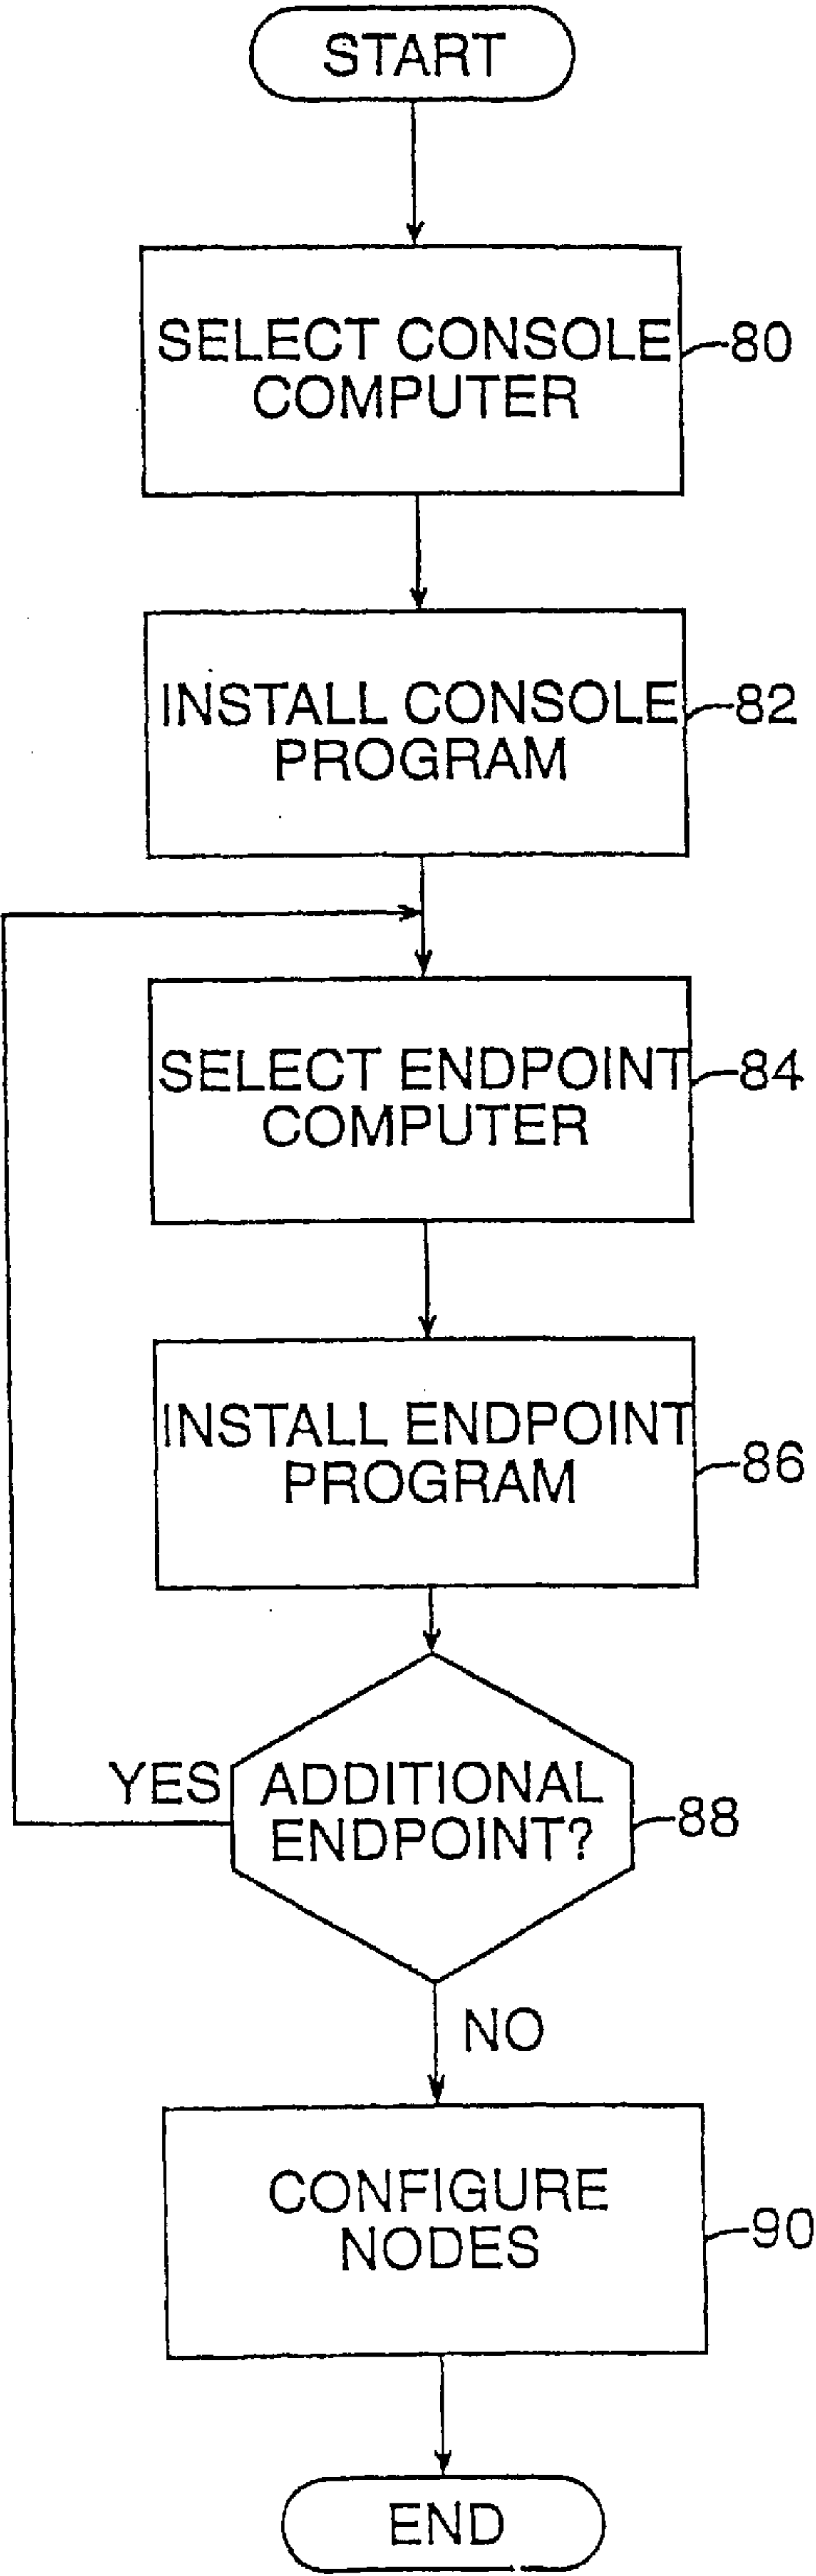 START
SELECT CONSOLE
COMPUTER
80
INSTALL CONSOLE
PROGRAM
82
SELECT ENDPOINT
COMPUTER
84
INSTALL ENDPOINT
PROGRAM
86
YES
ADDITIONAL
ENDPOINT?
88
NO
CONFIGURE
NODES
90
END